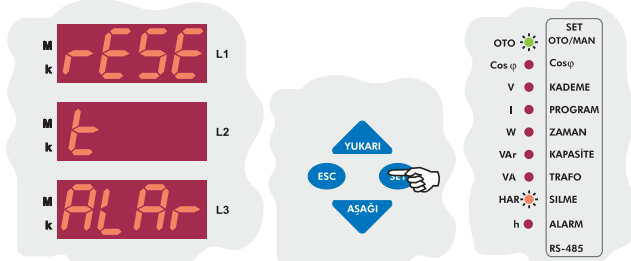 M
k
rESE
L1
M
k
t
L2
M
k
ALAr
L3
YUKARI
ESC
SET
AŞAĞI
SET
OTO OTO/MAN
Cos φ Cosφ
V KADEME
I PROGRAM
W ZAMAN
VAr KAPASİTE
VA TRAFO
HAR SILME
h ALARM
RS-485